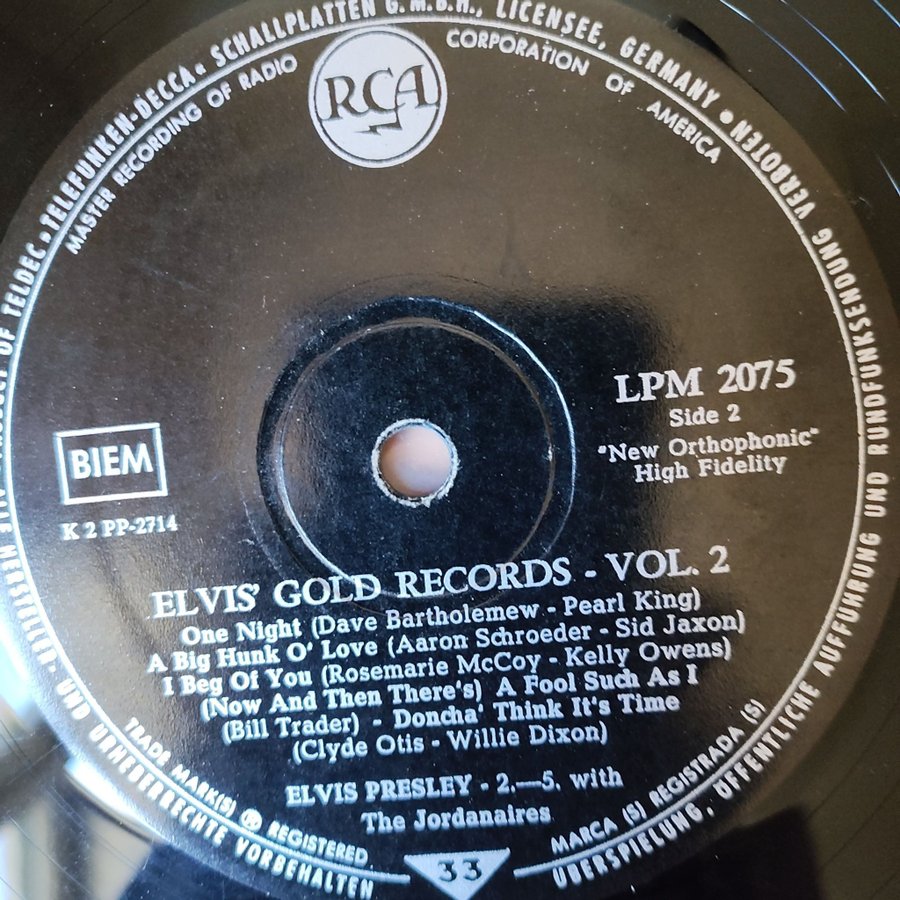 TELEFUNKEN-DECCA« SCHALLPLATTEN G.M.B.H., LICENSEE, GERMANY • VERBOTEN
MASTER RECORDING OF RADIO CORPORATION OF AMERICA
RCA
OF TELDEC »
LPM 2075
Side 2
"New Orthophonic"
High Fidelity
BIEM
K 2 PP-2714
ELVIS' GOLD RECORDS - VOL. 2
One Night (Dave Bartholemew - Pearl King)
A Big Hunk O' Love (Aaron Schroeder - Sid Jaxon)
I Beg Of You (Rosemarie McCoy - Kelly Owens)
(Now And Then There's) A Fool Such As I
(Bill Trader) - Doncha' Think It's Time
(Clyde Otis - Willie Dixon)
ELVIS PRESLEY - 2.—5. with
The Jordanaires
TRADE MARK(S) ® REGISTERED
MARCA (S) REGISTRADA (S)
33
ALLE HERSTELLER- UND URHEBERRECHTE VORBEHALTEN
ÜBERSPIELUNG, ÖFFENTLICHE AUFFÜHRUNG UND RUNDFUNKSENDUNG